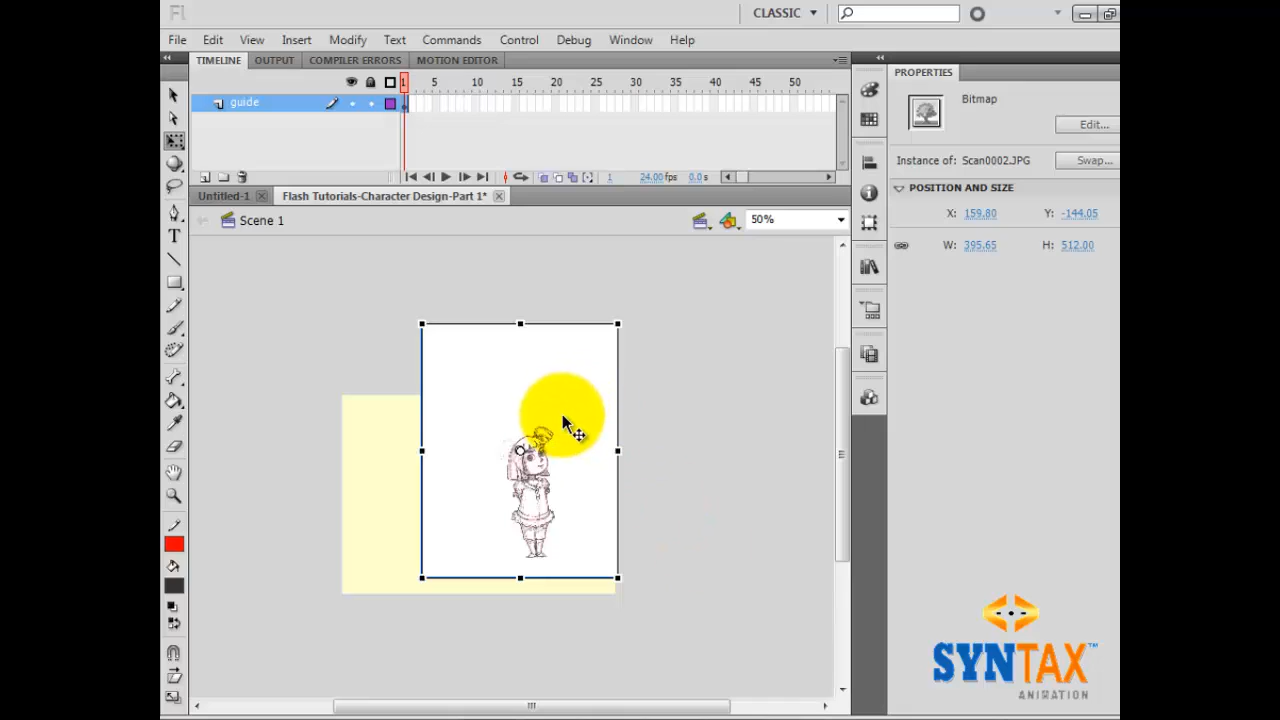 Fl
CLASSIC
File Edit View Insert Modify Text Commands Control Debug Window Help
TIMELINE OUTPUT COMPILER ERRORS MOTION EDITOR
PROPERTIES
1 5 10 15 20 25 30 35 40 45 50
guide
Bitmap
Edit...
Instance of: Scan0002.JPG Swap...
1 24.00 fps 0.0 s
POSITION AND SIZE
Untitled-1 Flash Tutorials-Character Design-Part 1*
X: 159.80 Y: -144.05
Scene 1 50%
W: 395.65 H: 512.00
T
SYNTAX™
ANIMATION